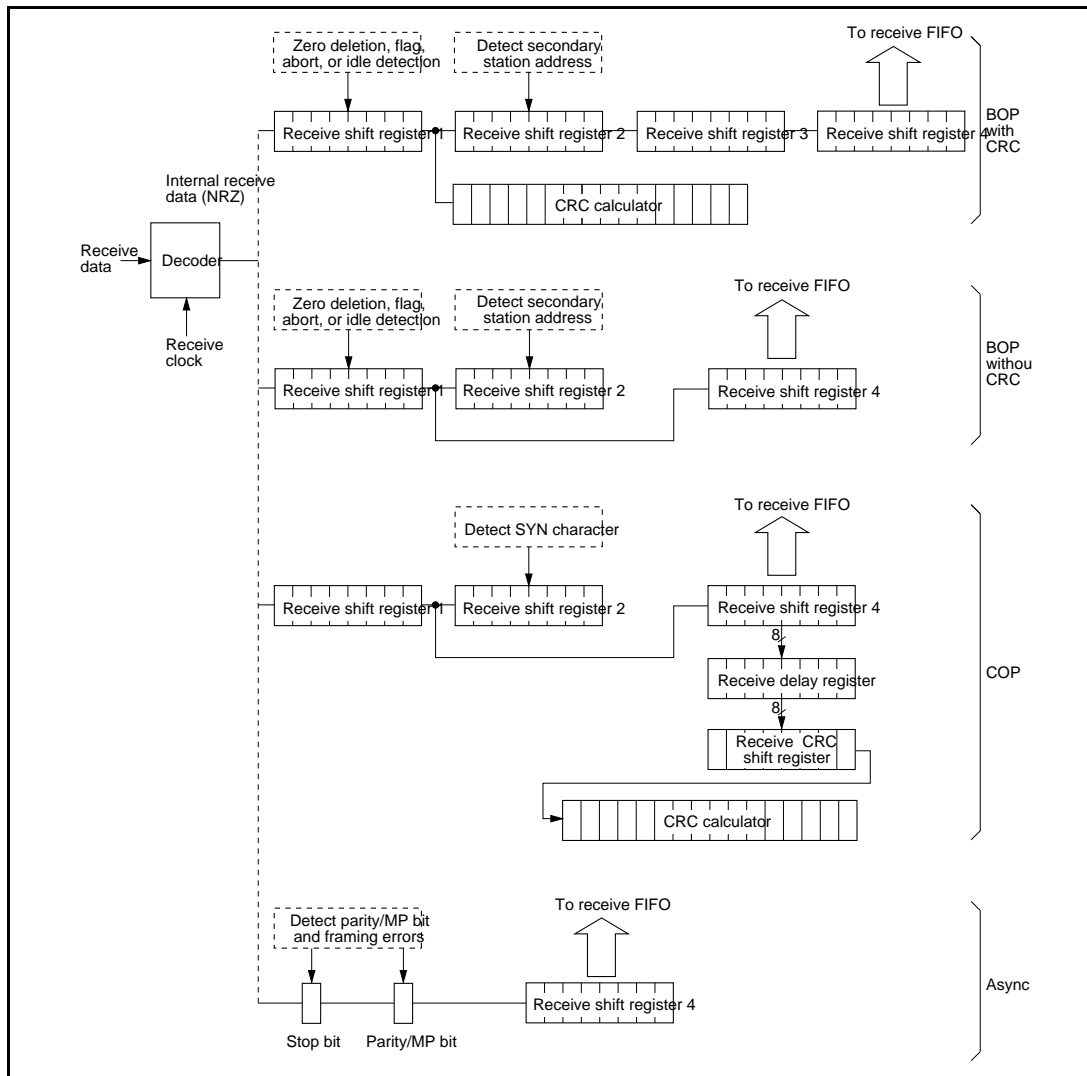 To receive FIFO
Zero deletion, flag,
abort, or idle detection
Detect secondary
station address
Receive shift register 1
Receive shift register 2
Receive shift register 3
Receive shift register 4
BOP
with
CRC
CRC calculator
Internal receive
data (NRZ)
Receive
data
Decoder
Receive
clock
To receive FIFO
Zero deletion, flag,
abort, or idle detection
Detect secondary
station address
Receive shift register 1
Receive shift register 2
Receive shift register 4
BOP
withou
CRC
To receive FIFO
Detect SYN character
Receive shift register 1
Receive shift register 2
Receive shift register 4
8
Receive delay register
8
Receive CRC
shift register
CRC calculator
COP
To receive FIFO
Detect parity/MP bit
and framing errors
Receive shift register 4
Stop bit
Parity/MP bit
Async